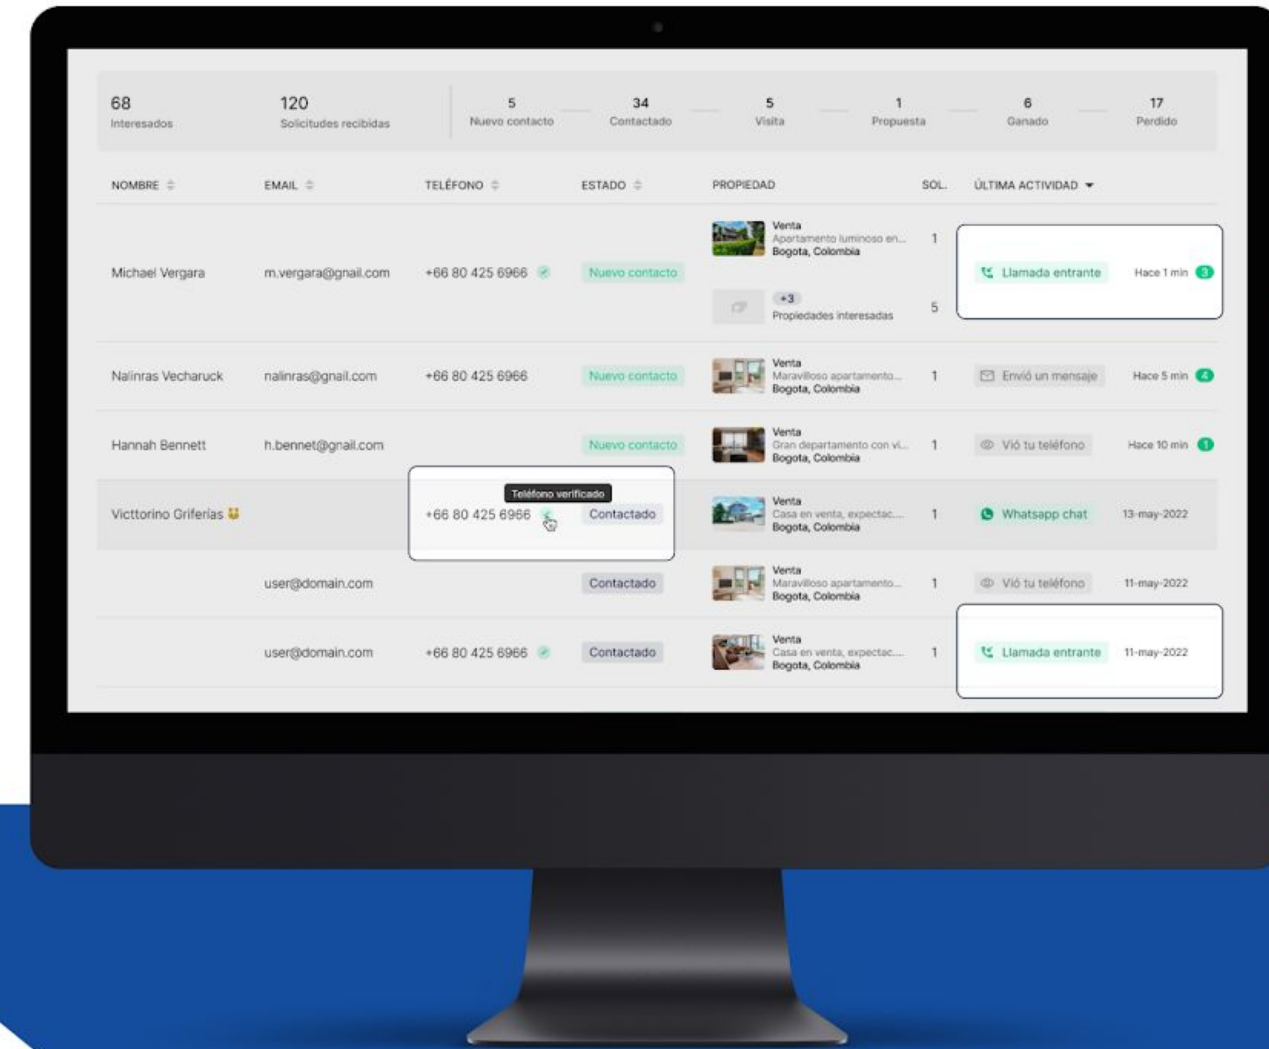 68
Interesados
120
Solicitudes recibidas
5
Nuevo contacto
34
Contactado
5
Visita
1
Propuesta
6
Ganado
17
Perdido
NOMBRE EMAIL TELÉFONO ESTADO PROPIEDAD SOL. ÚLTIMA ACTIVIDAD
Michael Vergara m.vergara@gnail.com +66 80 425 6966 Nuevo contacto
Venta
Apartamento luminoso en... 1
Bogota, Colombia
Llamada entrante Hace 1 min 3
+3
Propiedades interesadas 5
Nalinras Vecharuck nalinras@gnail.com +66 80 425 6966 Nuevo contacto
Venta
Maravilloso apartamento...
Bogota, Colombia
1 Envió un mensaje Hace 5 min 4
Hannah Bennett h.bennet@gnail.com Nuevo contacto
Venta
Gran departamento con vi...
Bogota, Colombia
1 Vió tu teléfono Hace 10 min 1
Teléfono verificado
Victtorino Griferías 🐱 +66 80 425 6966 Contactado
Venta
Casa en venta, expectac....
Bogota, Colombia
1 Whatsapp chat 13-may-2022
user@domain.com Contactado
Venta
Maravilloso apartamento...
Bogota, Colombia
1 Vió tu teléfono 11-may-2022
user@domain.com +66 80 425 6966 Contactado
Venta
Casa en venta, expectac....
Bogota, Colombia
1 Llamada entrante 11-may-2022